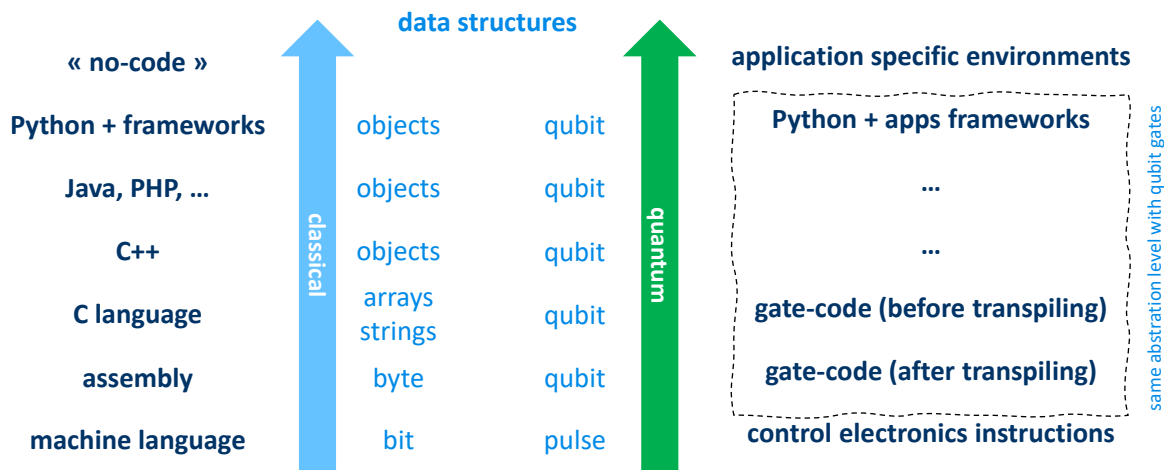 data structures
« no-code »
application specific environments
Python + frameworks
objects
qubit
Python + apps frameworks
Java, PHP, ...
objects
qubit
...
classical
quantum
C++
objects
qubit
...
C language
arrays
strings
qubit
gate-code (before transpiling)
assembly
byte
qubit
gate-code (after transpiling)
machine language
bit
pulse
control electronics instructions
same abstration level with qubit gates